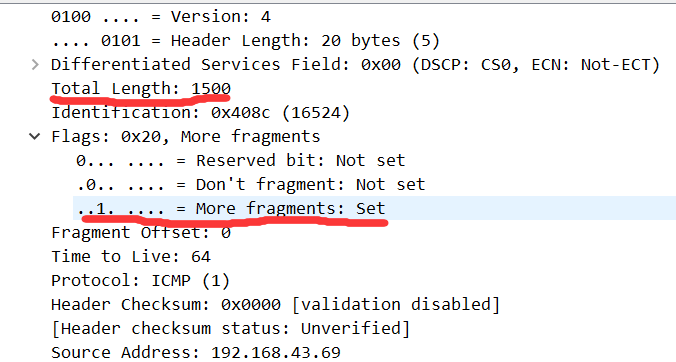 0100 .... = Version: 4
.... 0101 = Header Length: 20 bytes (5)
Differentiated Services Field: 0x00 (DSCP: CS0, ECN: Not-ECT)
Total Length: 1500
Identification: 0x408c (16524)
Flags: 0x20, More fragments
0... .... = Reserved bit: Not set
.0.. .... = Don't fragment: Not set
..1. .... = More fragments: Set
Fragment Offset: 0
Time to Live: 64
Protocol: ICMP (1)
Header Checksum: 0x0000 [validation disabled]
[Header checksum status: Unverified]
Source Address: 192.168.43.69